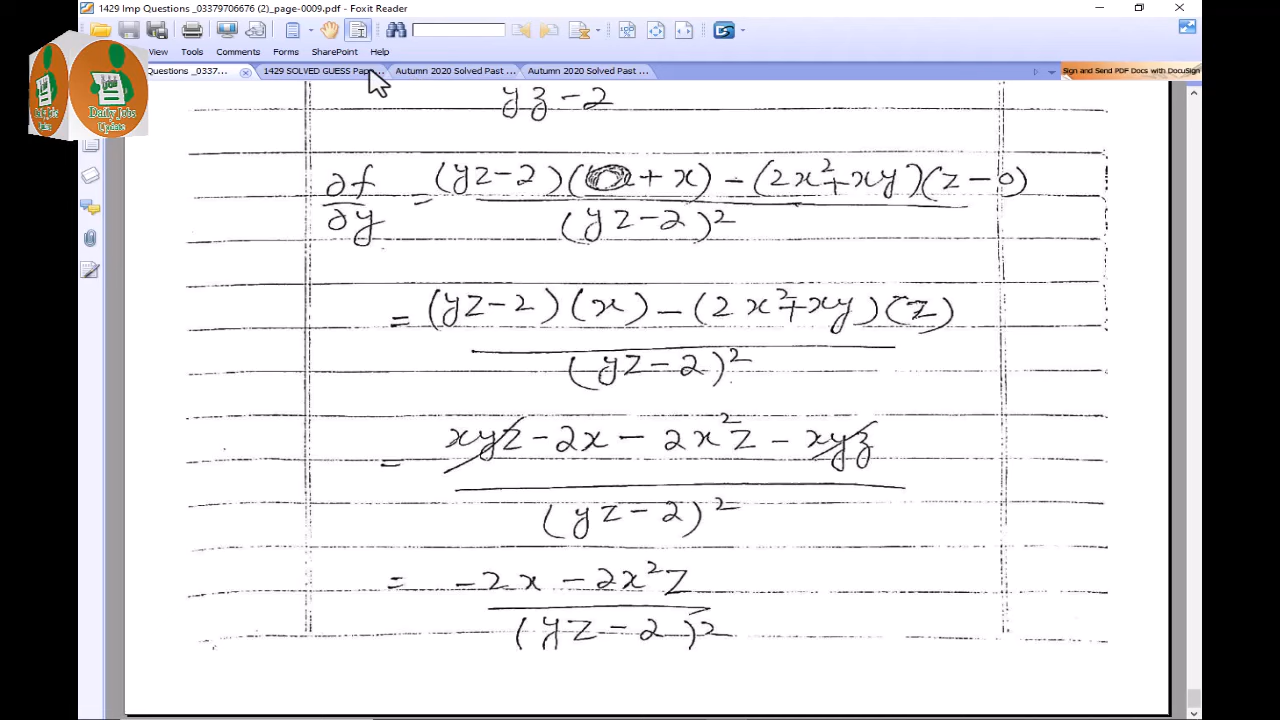 1429 Imp Questions _03379706676 (2)_page-0009.pdf - Foxit Reader
View Tools Comments Forms SharePoint Help
Questions _0337... 1429 SOLVED GUESS Pap... Autumn 2020 Solved Past ... Autumn 2020 Solved Past ... Sign and Send PDF Docs with DocuSign
Daily Jobs
Update
yz - 2
∂f/∂y = (yz-2)( + x) - (2x²+xy)(z-0)
(yz-2)²
= (yz-2)(x) - (2x²+xy)(z)
(yz-2)²
= xyz - 2x - 2x²z - xyz
(yz-2)²
= -2x - 2x²z
(yz-2)²